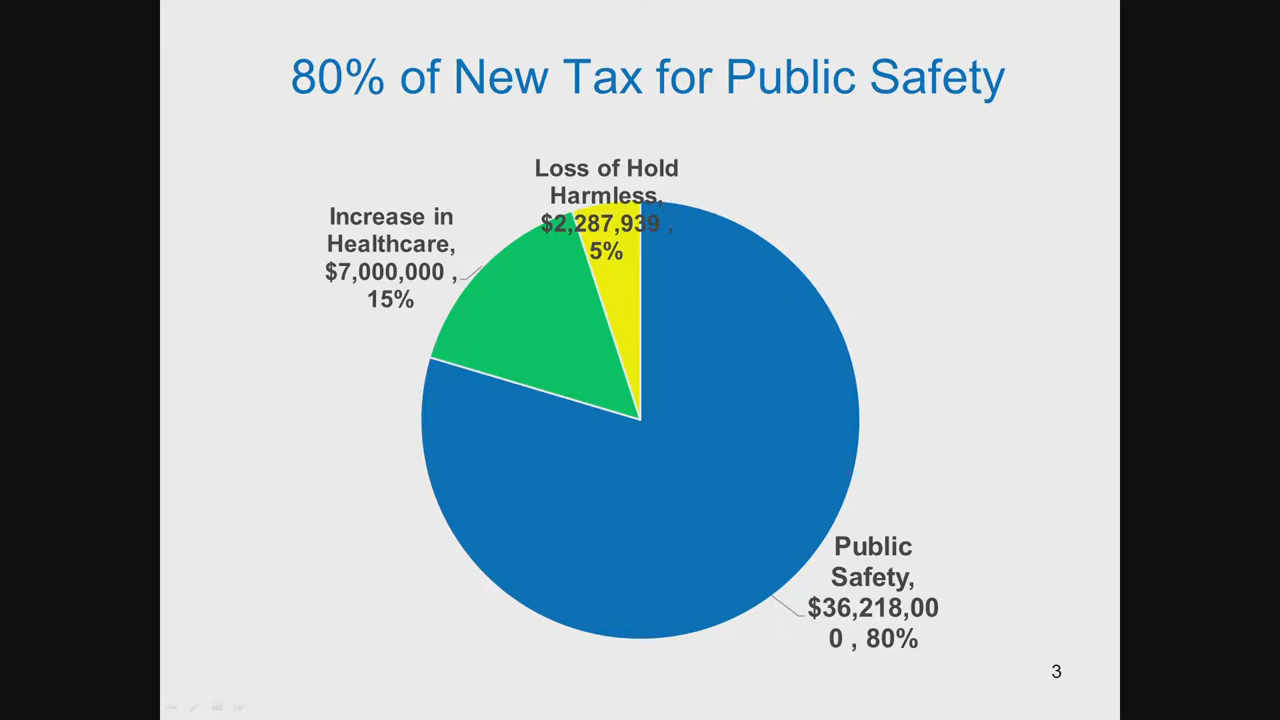 80% of New Tax for Public Safety
Loss of Hold
Harmless,
$2,287,939 ,
5%
Increase in
Healthcare,
$7,000,000 ,
15%
Public
Safety,
$36,218,00
0 , 80%
3